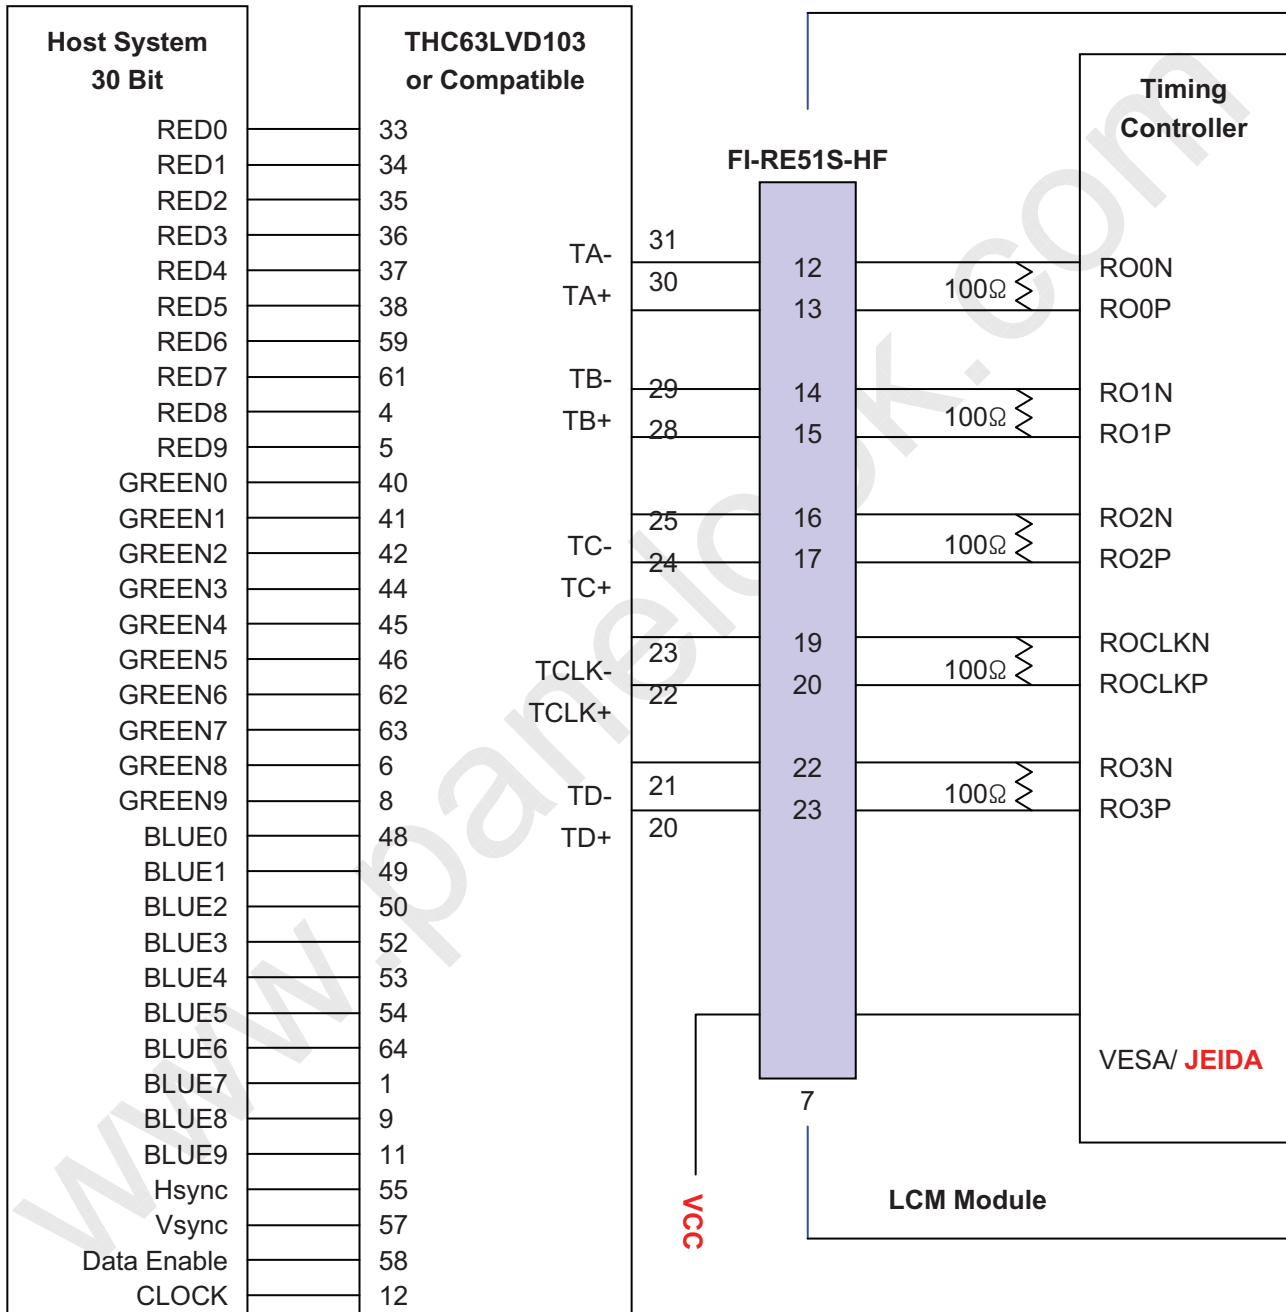 Host System
30 Bit
RED0
RED1
RED2
RED3
RED4
RED5
RED6
RED7
RED8
RED9
GREEN0
GREEN1
GREEN2
GREEN3
GREEN4
GREEN5
GREEN6
GREEN7
GREEN8
GREEN9
BLUE0
BLUE1
BLUE2
BLUE3
BLUE4
BLUE5
BLUE6
BLUE7
BLUE8
BLUE9
Hsync
Vsync
Data Enable
CLOCK
THC63LVD103
or Compatible
33
34
35
36
37
38
59
61
4
5
40
41
42
44
45
46
62
63
6
8
48
49
50
52
53
54
64
1
9
11
55
57
58
12
TA-
TA+
TB-
TB+
TC-
TC+
TCLK-
TCLK+
TD-
TD+
31
30
29
28
25
24
23
22
21
20
FI-RE51S-HF
12
13
14
15
16
17
19
20
22
23
7
VCC
100Ω
100Ω
100Ω
100Ω
100Ω
Timing
Controller
RO0N
RO0P
RO1N
RO1P
RO2N
RO2P
ROCLKN
ROCLKP
RO3N
RO3P
VESA/ JEIDA
LCM Module
www.panelook.com